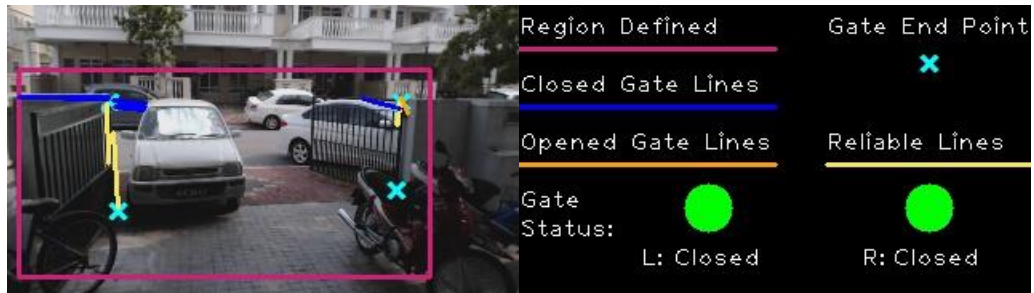 Region Defined
Gate End Point
Closed Gate Lines
Opened Gate Lines
Reliable Lines
Gate
Status:
L: Closed
R: Closed